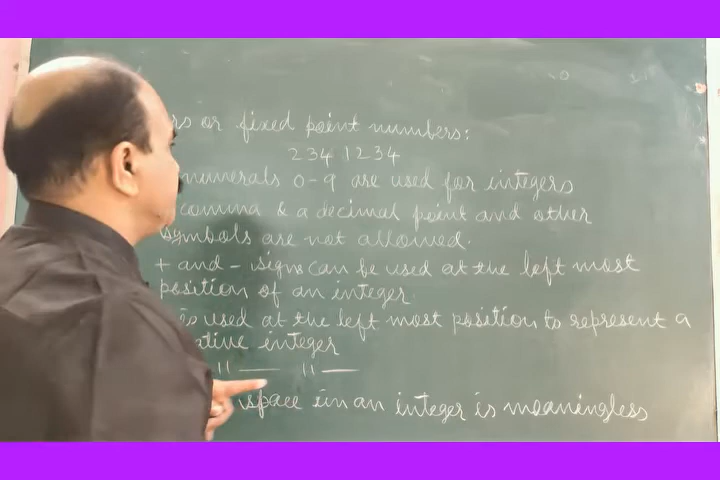 rs or fixed point numbers:
234 1234
numerals 0-9 are used for integers
comma & a decimal point and other
symbols are not allowed.
+ and - signs can be used at the left most
position of an integer.
is used at the left most position to represent a
ative integer
" — " —
space in an integer is meaningless